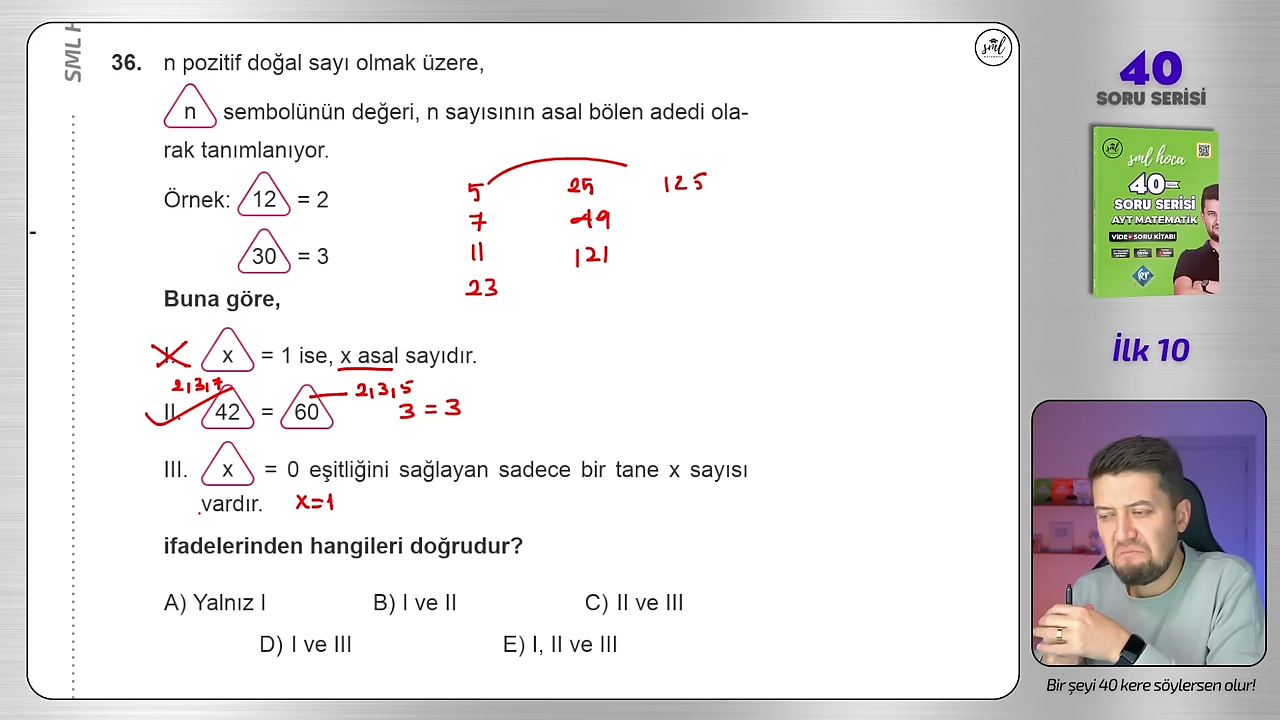 SML H
sml
36. n pozitif doğal sayı olmak üzere,
n sembolünün değeri, n sayısının asal bölen adedi ola-
rak tanımlanıyor.
Örnek: 12 = 2
30 = 3
5 25 125
7 49
11 121
23
Buna göre,
I. x = 1 ise, x asal sayıdır.
2,3,7
II. 42 = 60 2,3,5
3 = 3
III. x = 0 eşitliğini sağlayan sadece bir tane x sayısı
vardır. x=1
ifadelerinden hangileri doğrudur?
A) Yalnız I B) I ve II C) II ve III
D) I ve III E) I, II ve III
40
SORU SERİSİ
sml hoca
40
SORU SERİSİ
AYT MATEMATİK
VİDEO SORU KİTABI
İlk 10
Bir şeyi 40 kere söylersen olur!